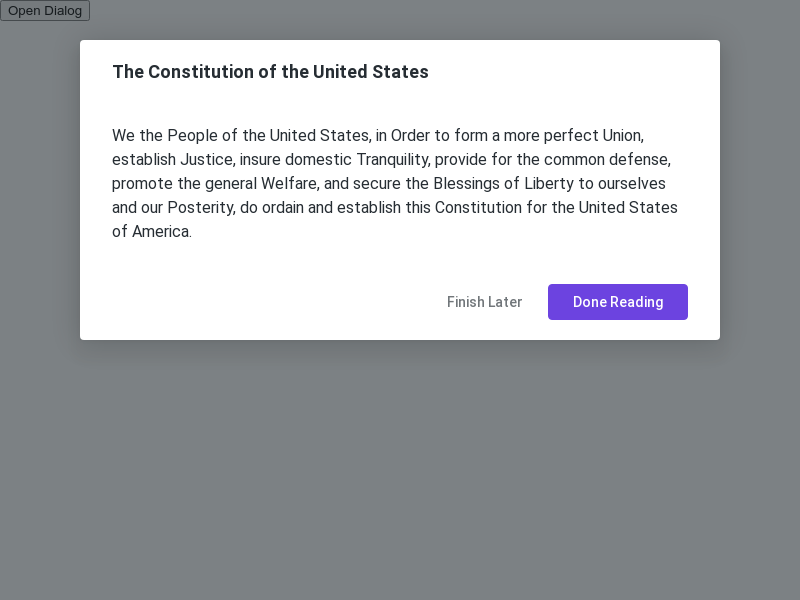 Open Dialog
The Constitution of the United States
We the People of the United States, in Order to form a more perfect Union,
establish Justice, insure domestic Tranquility, provide for the common defense,
promote the general Welfare, and secure the Blessings of Liberty to ourselves
and our Posterity, do ordain and establish this Constitution for the United States
of America.
Finish Later
Done Reading